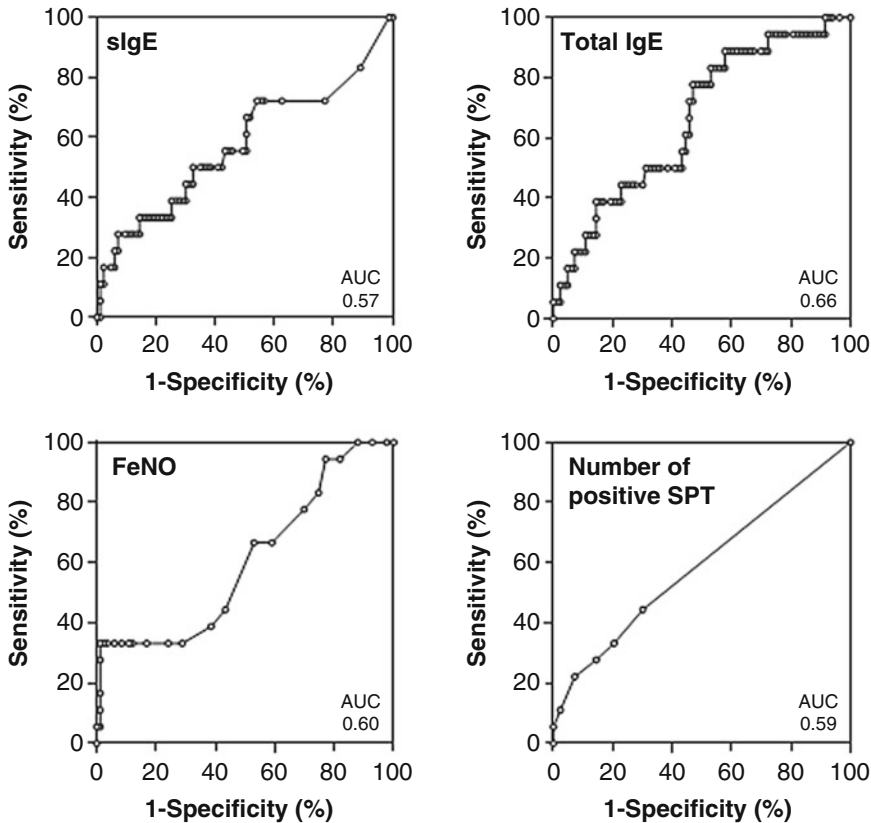 sIgE
Sensitivity (%)
100
80
60
40
20
0
AUC
0.57
0 20 40 60 80 100
1-Specificity (%)
Total IgE
Sensitivity (%)
100
80
60
40
20
0
AUC
0.66
0 20 40 60 80 100
1-Specificity (%)
FeNO
Sensitivity (%)
100
80
60
40
20
0
AUC
0.60
0 20 40 60 80 100
1-Specificity (%)
Number of
positive SPT
Sensitivity (%)
100
80
60
40
20
0
AUC
0.59
0 20 40 60 80 100
1-Specificity (%)